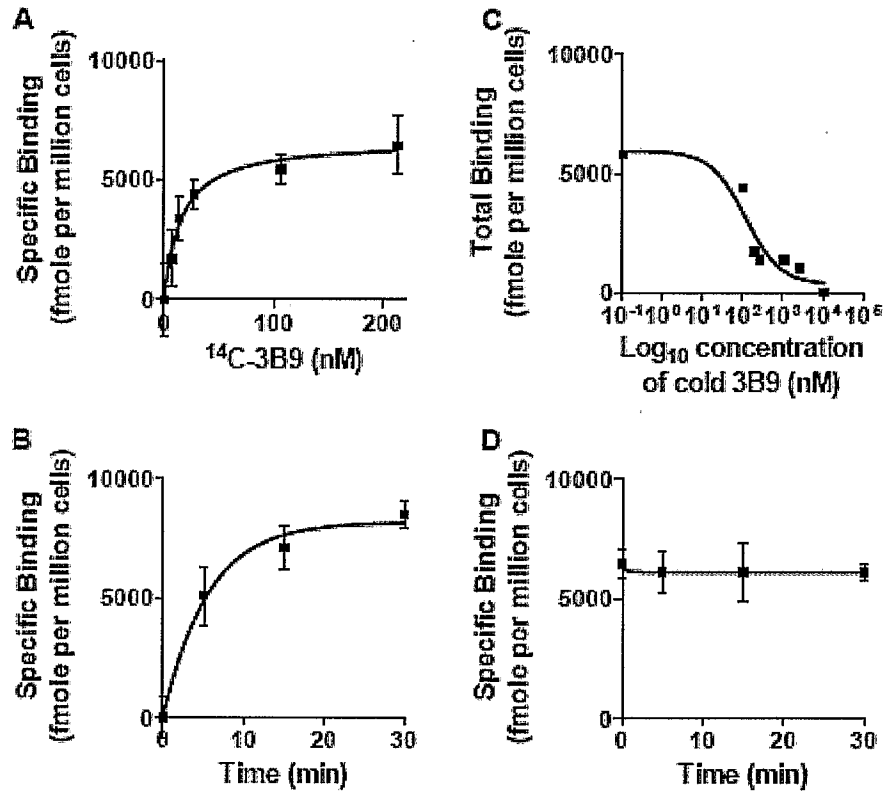 A
Specific Binding
(fmole per million cells)
10000
5000
0
0
100
200
¹⁴C-3B9 (nM)
C
Total Binding
(fmole per million cells)
10000
5000
0
10⁻¹ 10⁰ 10¹ 10² 10³ 10⁴ 10⁵
Log₁₀ concentration
of cold 3B9 (nM)
B
Specific Binding
(fmole per million cells)
10000
5000
0
0
10
20
30
Time (min)
D
Specific Binding
(fmole per million cells)
10000
5000
0
0
10
20
30
Time (min)